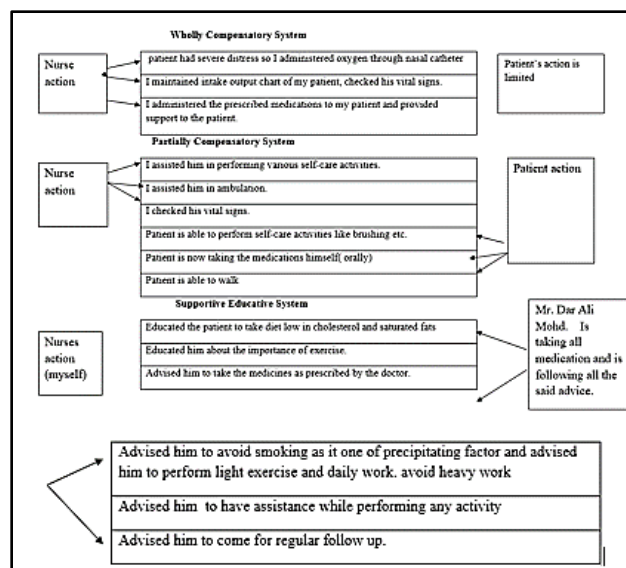 Wholly Compensatory System
Nurse
action
patient had severe distress so I administered oxygen through nasal catheter
I maintained intake output chart of my patient, checked his vital signs.
I administered the prescribed medications to my patient and provided
support to the patient.
Patient's action is
limited
Partially Compensatory System
Nurse
action
I assisted him in performing various self-care activities.
I assisted him in ambulation.
I checked his vital signs.
Patient is able to perform self-care activities like brushing etc.
Patient is now taking the medications himself( orally)
Patient is able to walk
Patient action
Supportive Educative System
Nurses
action
(myself)
Educated the patient to take diet low in cholesterol and saturated fats
Educated him about the importance of exercise.
Advised him to take the medicines as prescribed by the doctor.
Mr. Dar Ali
Mohd. Is
taking all
medication and is
following all the
said advice.
Advised him to avoid smoking as it one of precipitating factor and advised
him to perform light exercise and daily work. avoid heavy work
Advised him to have assistance while performing any activity
Advised him to come for regular follow up.